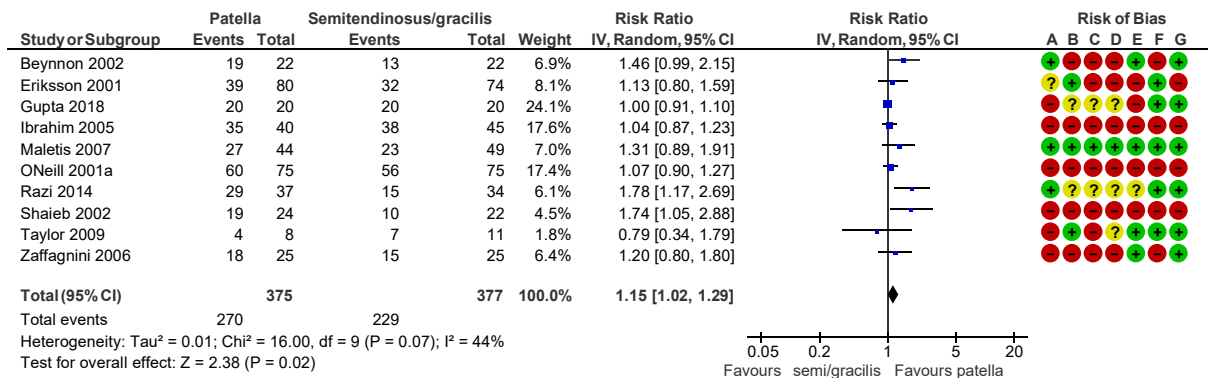 Patella Semitendinosus/gracilis Risk Ratio Risk Ratio Risk of Bias
Study or Subgroup Events Total Events Total Weight IV, Random, 95% CI IV, Random, 95% CI A B C D E F G
Beynnon 2002 19 22 13 22 6.9% 1.46 [0.99, 2.15] + - - - + - +
Eriksson 2001 39 80 32 74 8.1% 1.13 [0.80, 1.59] ? + - - - + -
Gupta 2018 20 20 20 20 24.1% 1.00 [0.91, 1.10] - ? ? ? - + +
Ibrahim 2005 35 40 38 45 17.6% 1.04 [0.87, 1.23] - - - - - - -
Maletis 2007 27 44 23 49 7.0% 1.31 [0.89, 1.91] + + + + + + +
ONeill 2001a 60 75 56 75 14.9% 1.07 [0.90, 1.27] - - - - - - -
Razi 2014 29 37 15 34 6.1% 1.78 [1.17, 2.69] + ? ? ? ? + +
Shaieb 2002 19 24 10 22 4.5% 1.74 [1.05, 2.88] - - - - - - -
Taylor 2009 4 8 7 11 1.8% 0.79 [0.34, 1.79] - + - ? + + +
Zaffagnini 2006 18 25 15 25 6.4% 1.20 [0.80, 1.80] - - - - + - +
Total (95% CI) 375 377 100.0% 1.15 [1.02, 1.29]
Total events 270 229
Heterogeneity: Tau² = 0.01; Chi² = 16.00, df = 9 (P = 0.07); I² = 44%
Test for overall effect: Z = 2.38 (P = 0.02)
0.05 0.2 1 5 20
Favours semi/gracilis Favours patella